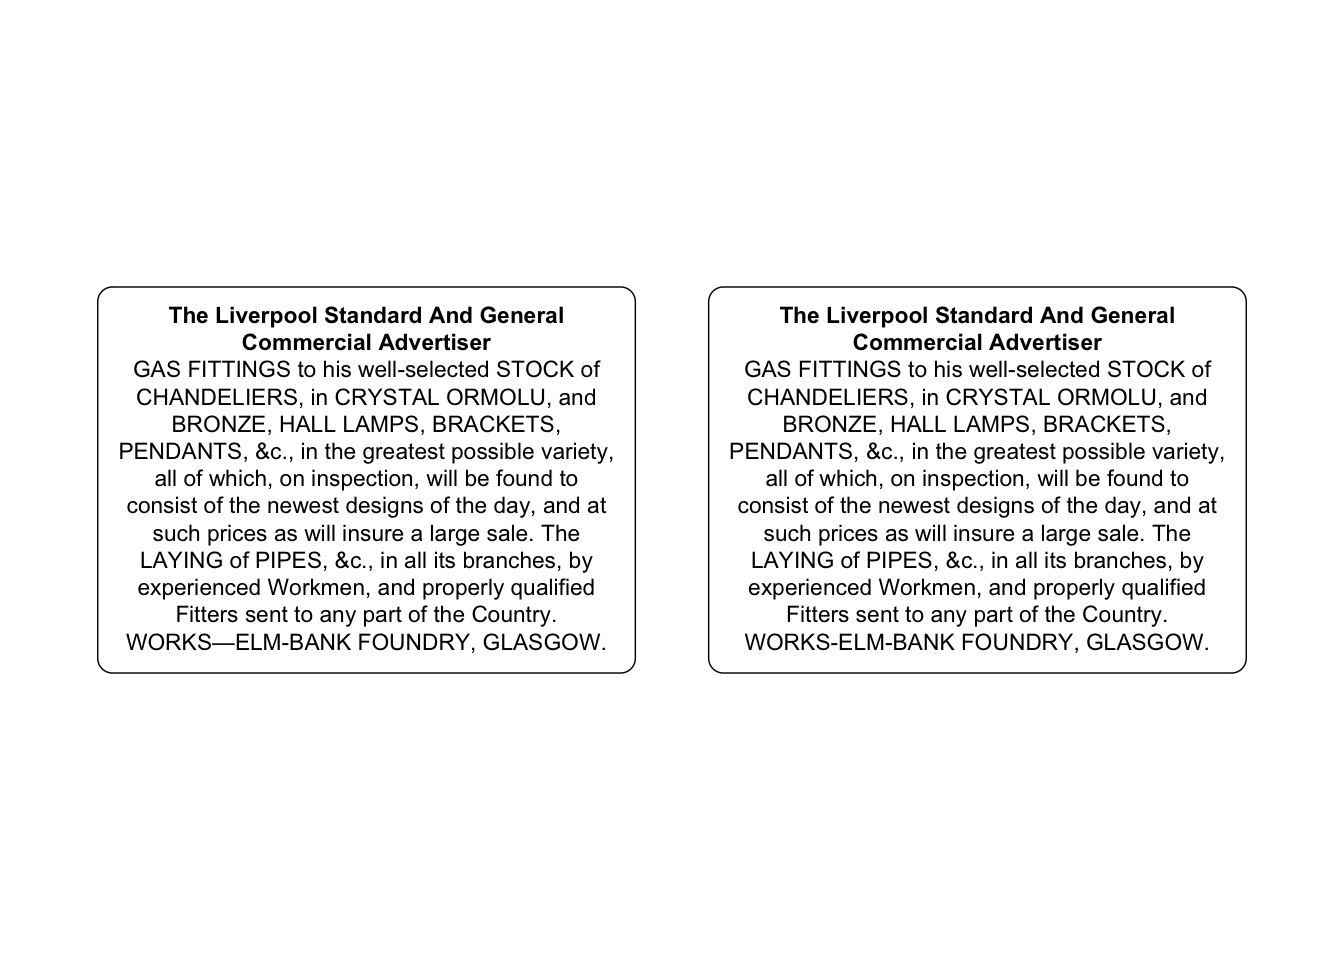 The Liverpool Standard And General
Commercial Advertiser
GAS FITTINGS to his well-selected STOCK of
CHANDELIERS, in CRYSTAL ORMOLU, and
BRONZE, HALL LAMPS, BRACKETS,
PENDANTS, &c., in the greatest possible variety,
all of which, on inspection, will be found to
consist of the newest designs of the day, and at
such prices as will insure a large sale. The
LAYING of PIPES, &c., in all its branches, by
experienced Workmen, and properly qualified
Fitters sent to any part of the Country.
WORKS—ELM-BANK FOUNDRY, GLASGOW.
The Liverpool Standard And General
Commercial Advertiser
GAS FITTINGS to his well-selected STOCK of
CHANDELIERS, in CRYSTAL ORMOLU, and
BRONZE, HALL LAMPS, BRACKETS,
PENDANTS, &c., in the greatest possible variety,
all of which, on inspection, will be found to
consist of the newest designs of the day, and at
such prices as will insure a large sale. The
LAYING of PIPES, &c., in all its branches, by
experienced Workmen, and properly qualified
Fitters sent to any part of the Country.
WORKS-ELM-BANK FOUNDRY, GLASGOW.